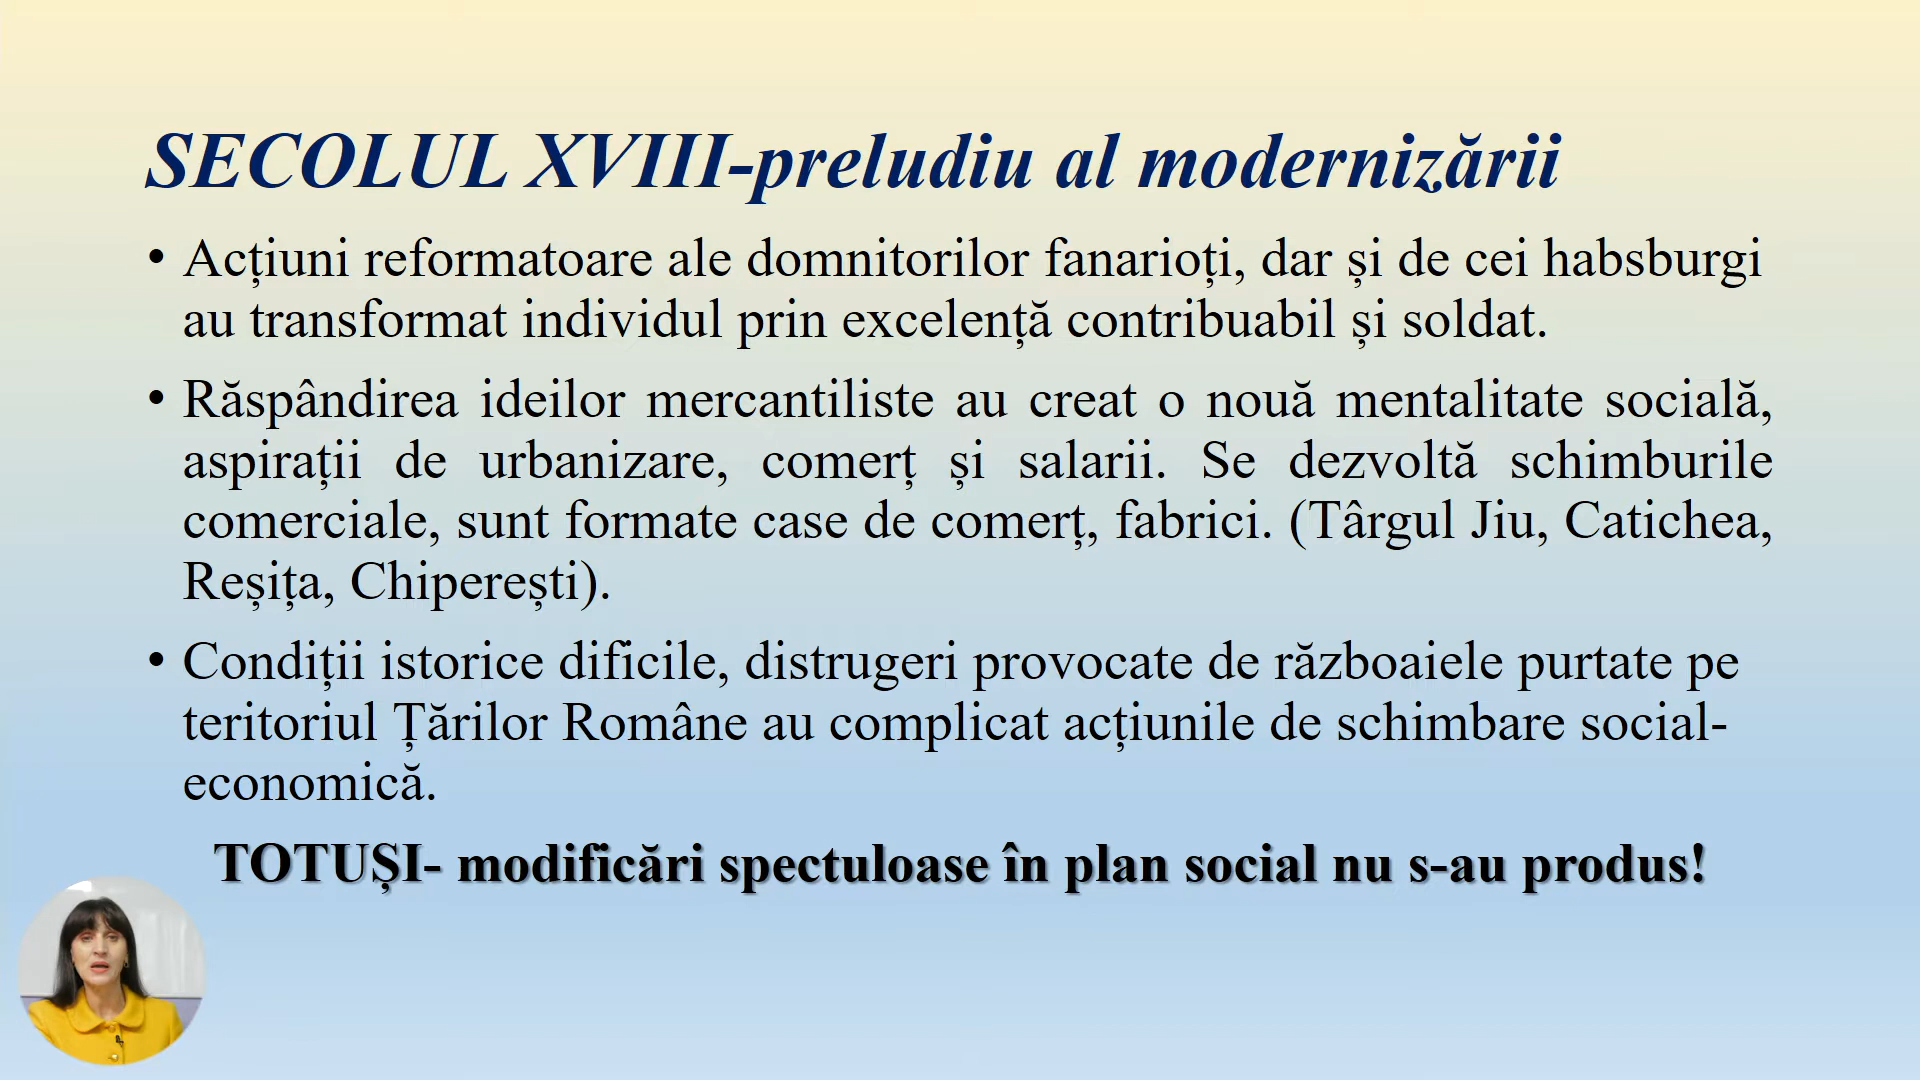 SECOLUL XVIII-preludiu al modernizării
• Acțiuni reformatoare ale domnitorilor fanarioți, dar și de cei habsburgi
au transformat individul prin excelență contribuabil și soldat.
• Răspândirea ideilor mercantiliste au creat o nouă mentalitate socială,
aspirații de urbanizare, comerț și salarii. Se dezvoltă schimburile
comerciale, sunt formate case de comerț, fabrici. (Târgul Jiu, Catichea,
Reșița, Chiperești).
• Condiții istorice dificile, distrugeri provocate de războaiele purtate pe
teritoriul Țărilor Române au complicat acțiunile de schimbare social-
economică.
TOTUȘI- modificări spectuloase în plan social nu s-au produs!